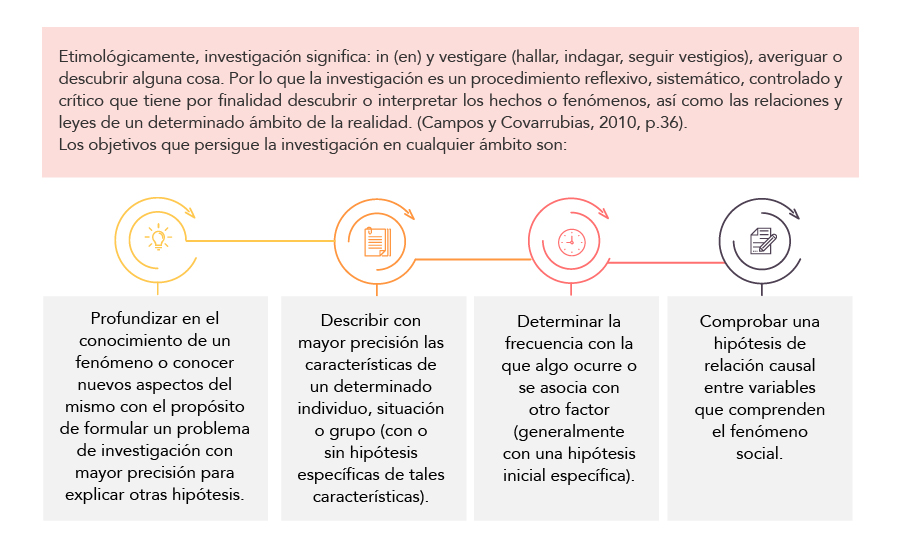 Etimológicamente, investigación significa: in (en) y vestigare (hallar, indagar, seguir vestigios), averiguar o
descubrir alguna cosa. Por lo que la investigación es un procedimiento reflexivo, sistemático, controlado y
crítico que tiene por finalidad descubrir o interpretar los hechos o fenómenos, así como las relaciones y
leyes de un determinado ámbito de la realidad. (Campos y Covarrubias, 2010, p.36).
Los objetivos que persigue la investigación en cualquier ámbito son:
Profundizar en el
conocimiento de un
fenómeno o conocer
nuevos aspectos del
mismo con el propósito
de formular un problema
de investigación con
mayor precisión para
explicar otras hipótesis.
Describir con
mayor precisión las
características de
un determinado
individuo, situación
o grupo (con o
sin hipótesis
específicas de tales
características).
Determinar la
frecuencia con la
que algo ocurre o
se asocia con
otro factor
(generalmente
con una hipótesis
inicial específica).
Comprobar una
hipótesis de
relación causal
entre variables
que comprenden
el fenómeno
social.